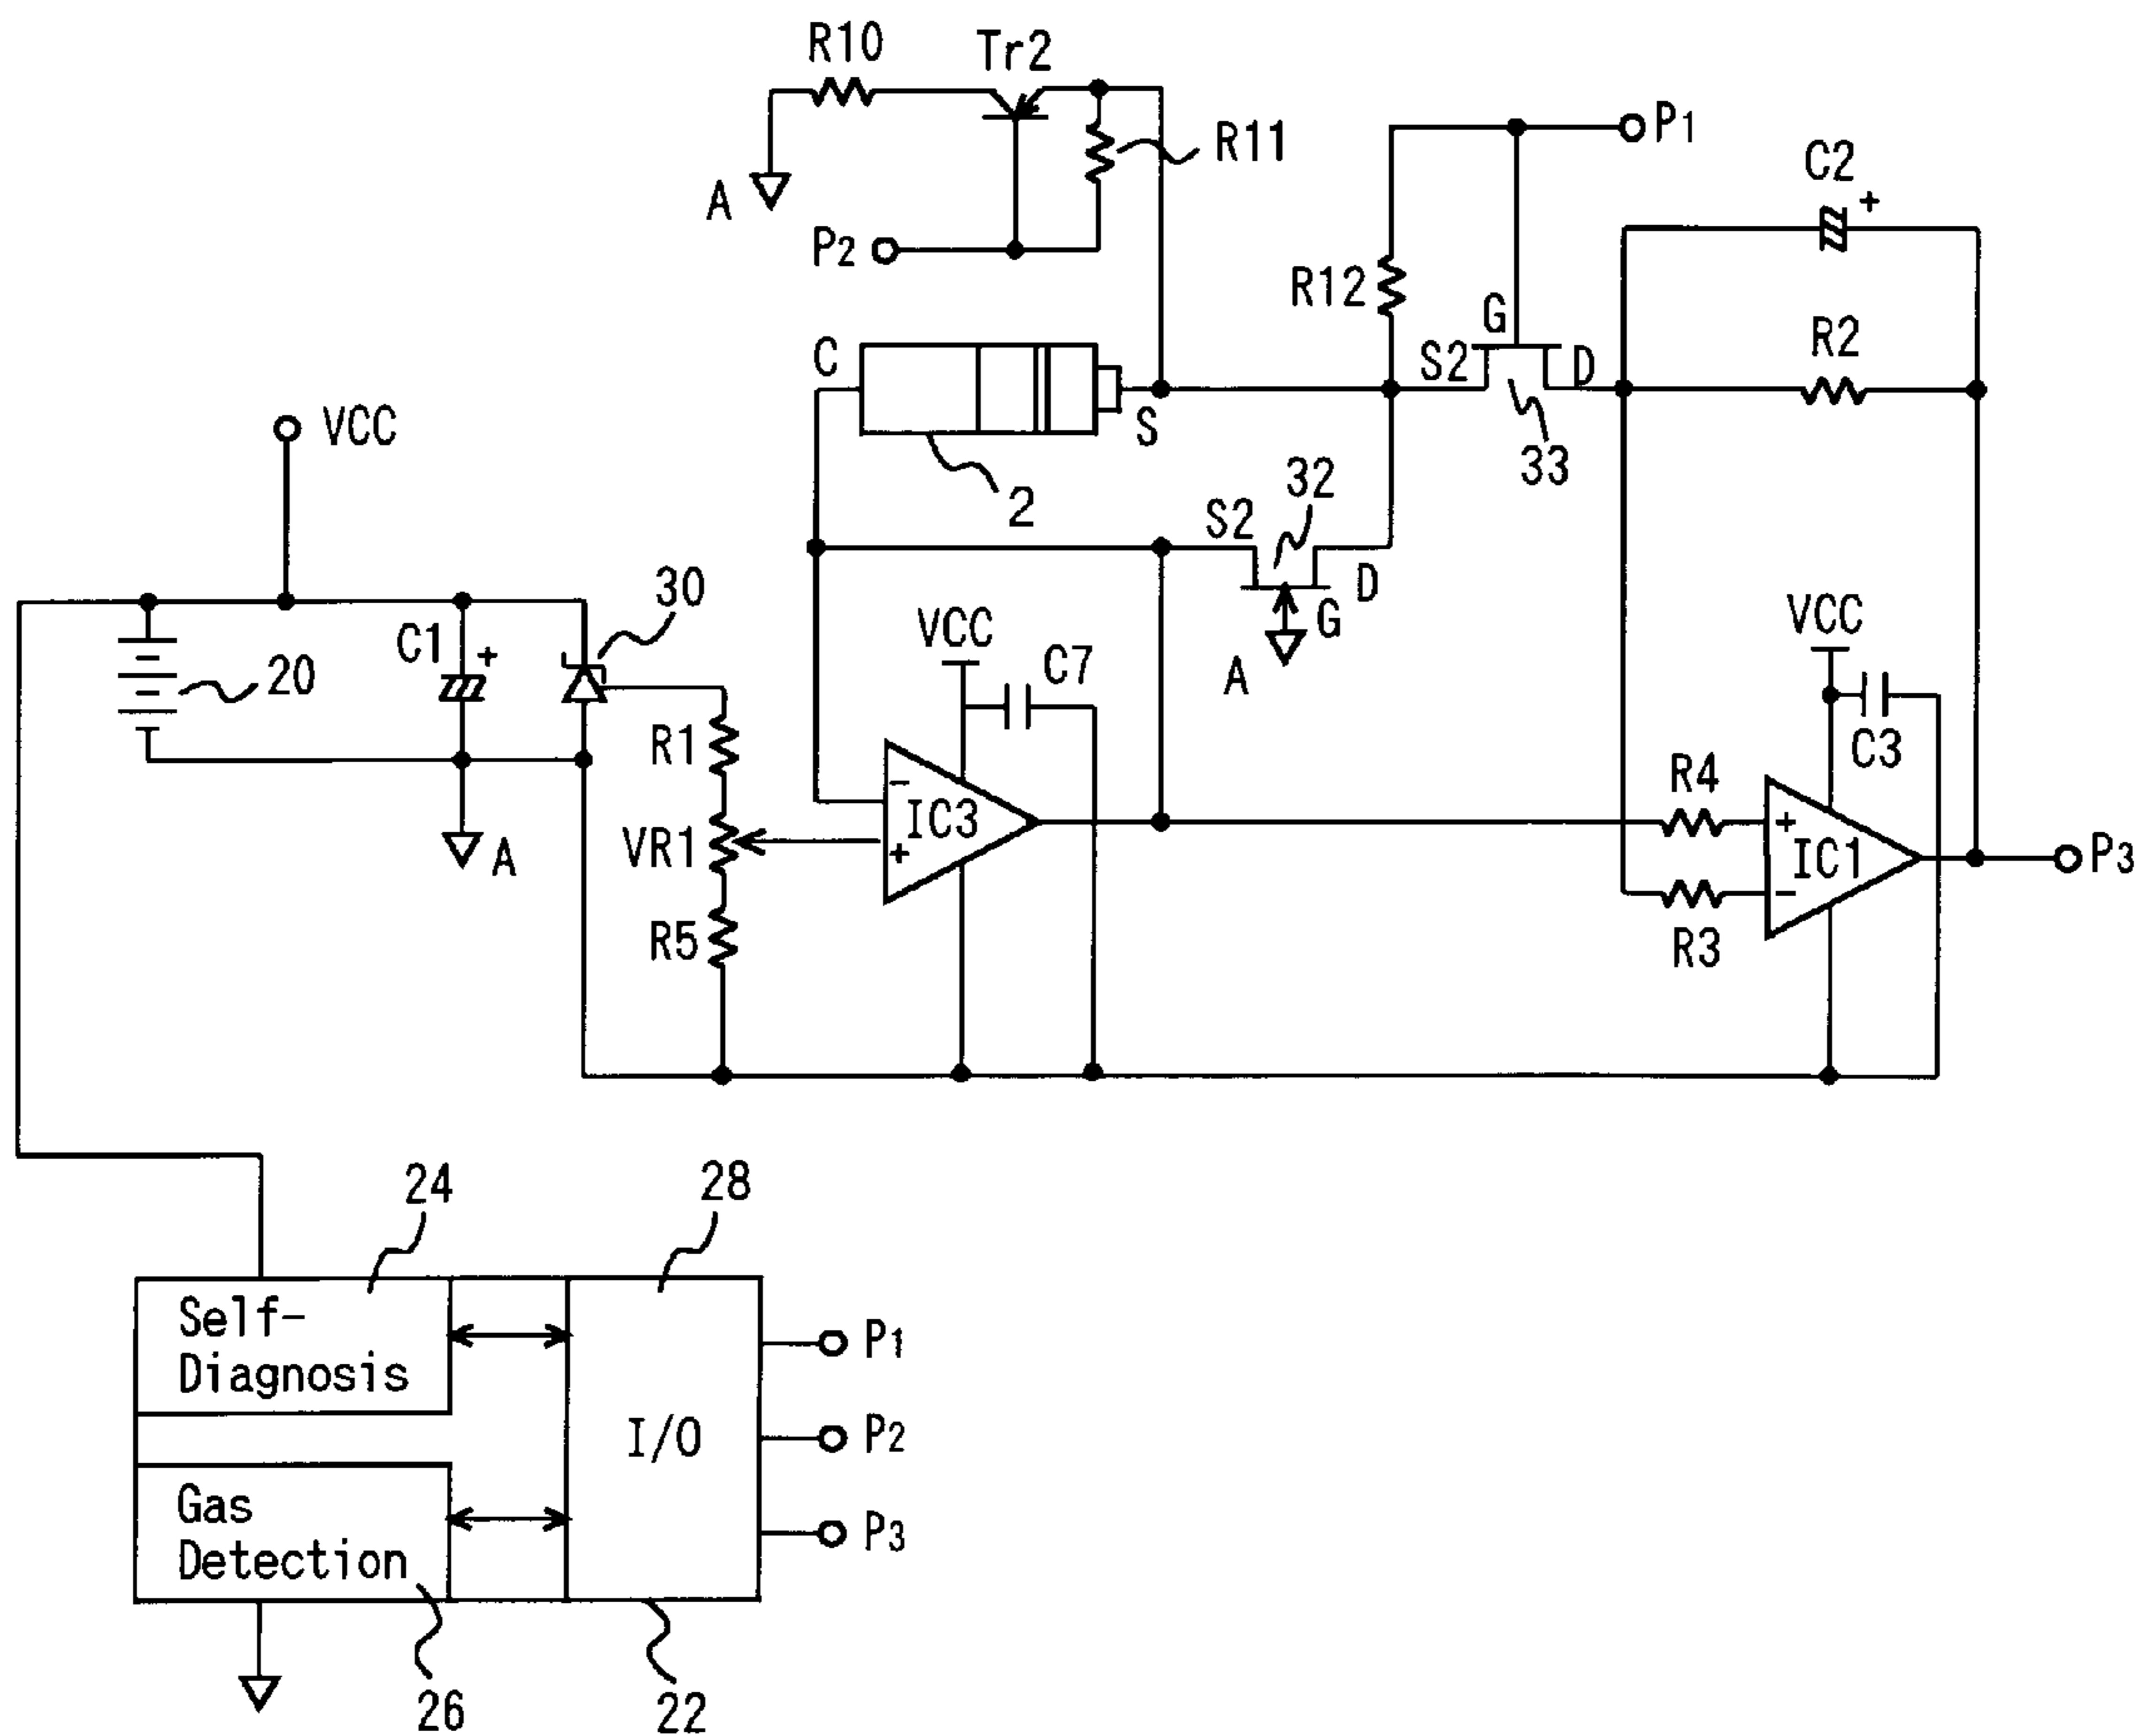 R10
Tr2
R11
P1
C2
+
A
P2
R12
G
R2
C
S2
D
S
33
VCC
2
32
S2
D
G
A
30
C1
+
20
VCC
C7
VCC
C3
R1
R4
-
IC3
+
VR1
+
IC1
-
P3
A
R5
R3
24
28
Self-
Diagnosis
P1
I/O
P2
Gas
Detection
P3
26
22